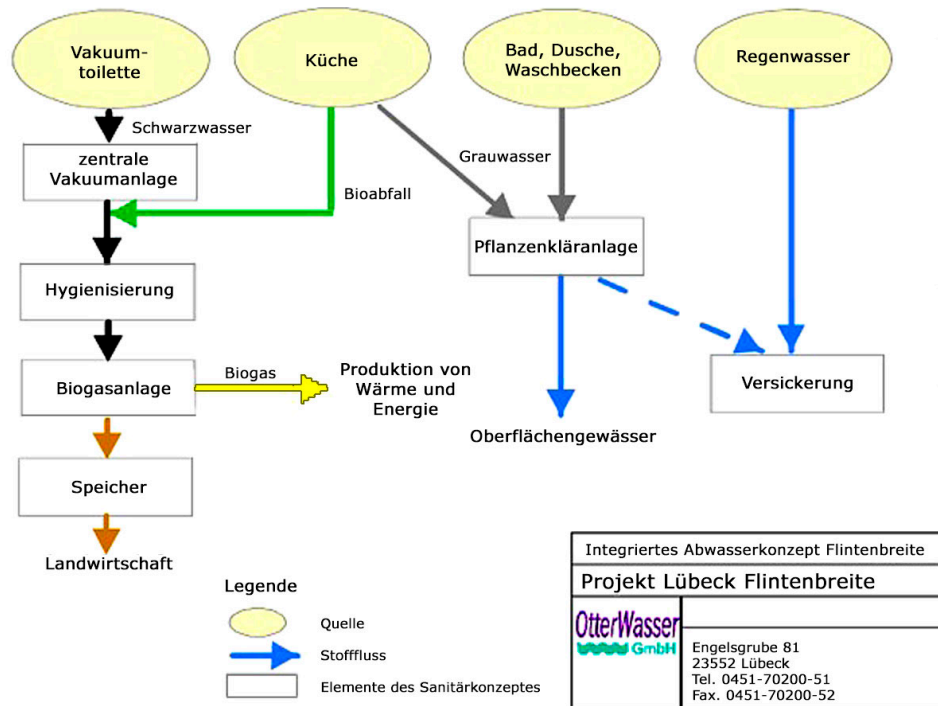 Vakuum-
toilette
Küche
Bad, Dusche,
Waschbecken
Regenwasser
Schwarzwasser
Grauwasser
zentrale
Vakuumanlage
Bioabfall
Pflanzenkläranlage
Hygienisierung
Biogasanlage
Biogas
Produktion von
Wärme und
Energie
Versickerung
Oberflächengewässer
Speicher
Landwirtschaft
Legende
Quelle
Stofffluss
Elemente des Sanitärkonzeptes
Integriertes Abwasserkonzept Flintenbreite
Projekt Lübeck Flintenbreite
OtterWasser
GmbH
Engelsgrube 81
23552 Lübeck
Tel. 0451-70200-51
Fax. 0451-70200-52